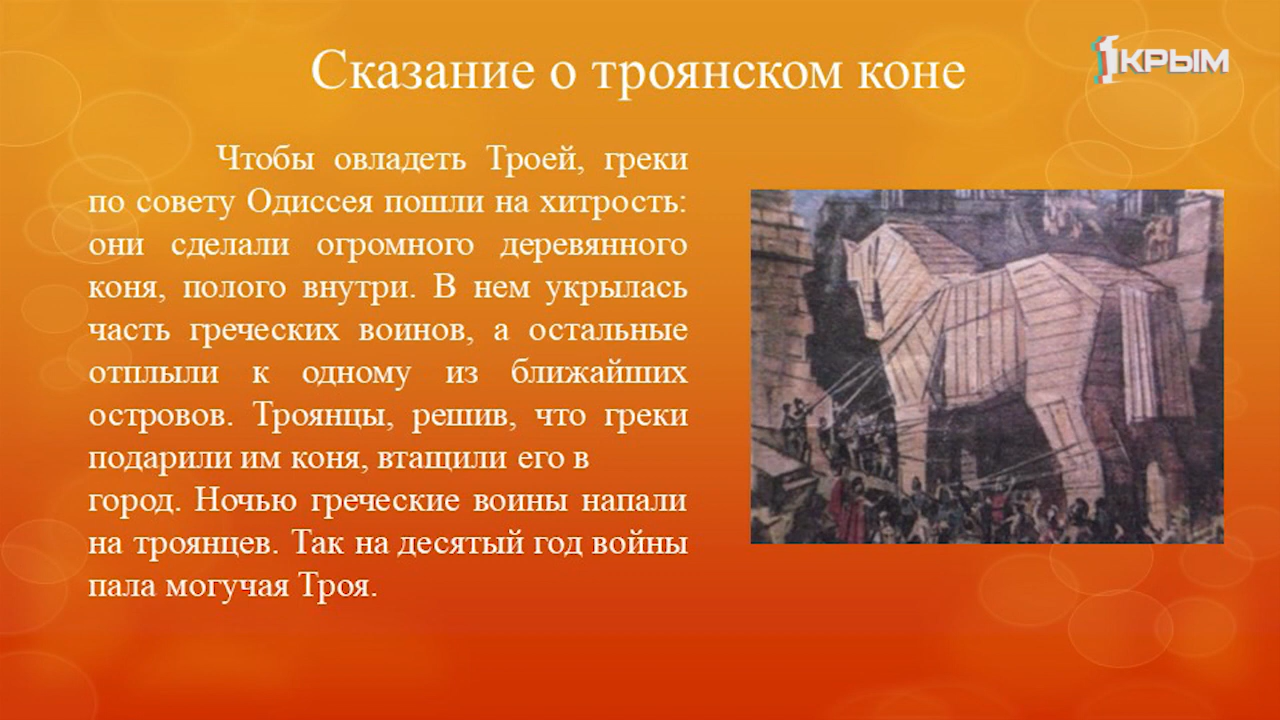 Сказание о троянском коне
1КРЫМ
Чтобы овладеть Троей, греки
по совету Одиссея пошли на хитрость:
они сделали огромного деревянного
коня, полого внутри. В нем укрылась
часть греческих воинов, а остальные
отплыли к одному из ближайших
островов. Троянцы, решив, что греки
подарили им коня, втащили его в
город. Ночью греческие воины напали
на троянцев. Так на десятый год войны
пала могучая Троя.